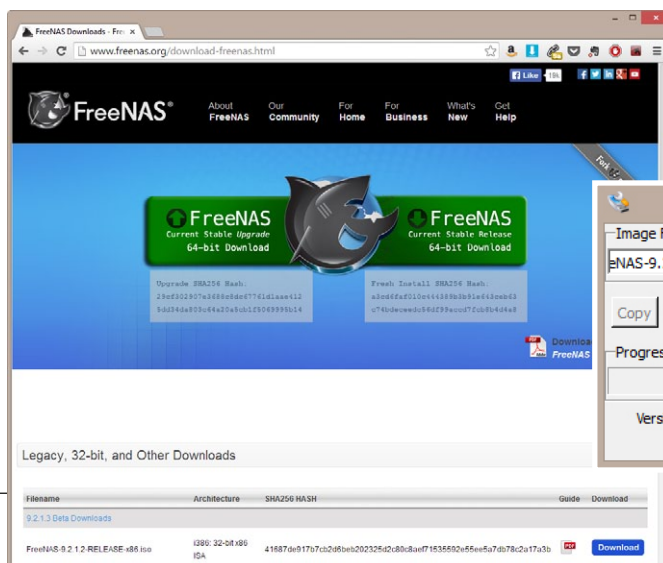 FreeNAS Downloads - Fre
www.freenas.org/download-freenas.html
Like 19k
FreeNAS®
About FreeNAS
Our Community
For Home
For Business
What's New
Get Help
Fork
FreeNAS
Current Stable Upgrade
64-bit Download
FreeNAS
Current Stable Release
64-bit Download
Upgrade SHA256 Hash:
Fresh Install SHA256 Hash:
PDF
FreeNAS
Image
eNAS-9.
Copy
Progres
Vers
Legacy, 32-bit, and Other Downloads
Filename Architecture SHA256 HASH Guide Download
9.2.1.3 Beta Downloads
FreeNAS-9.2.1.2-RELEASE-x86.iso i386: 32-bit x86 ISA PDF Download